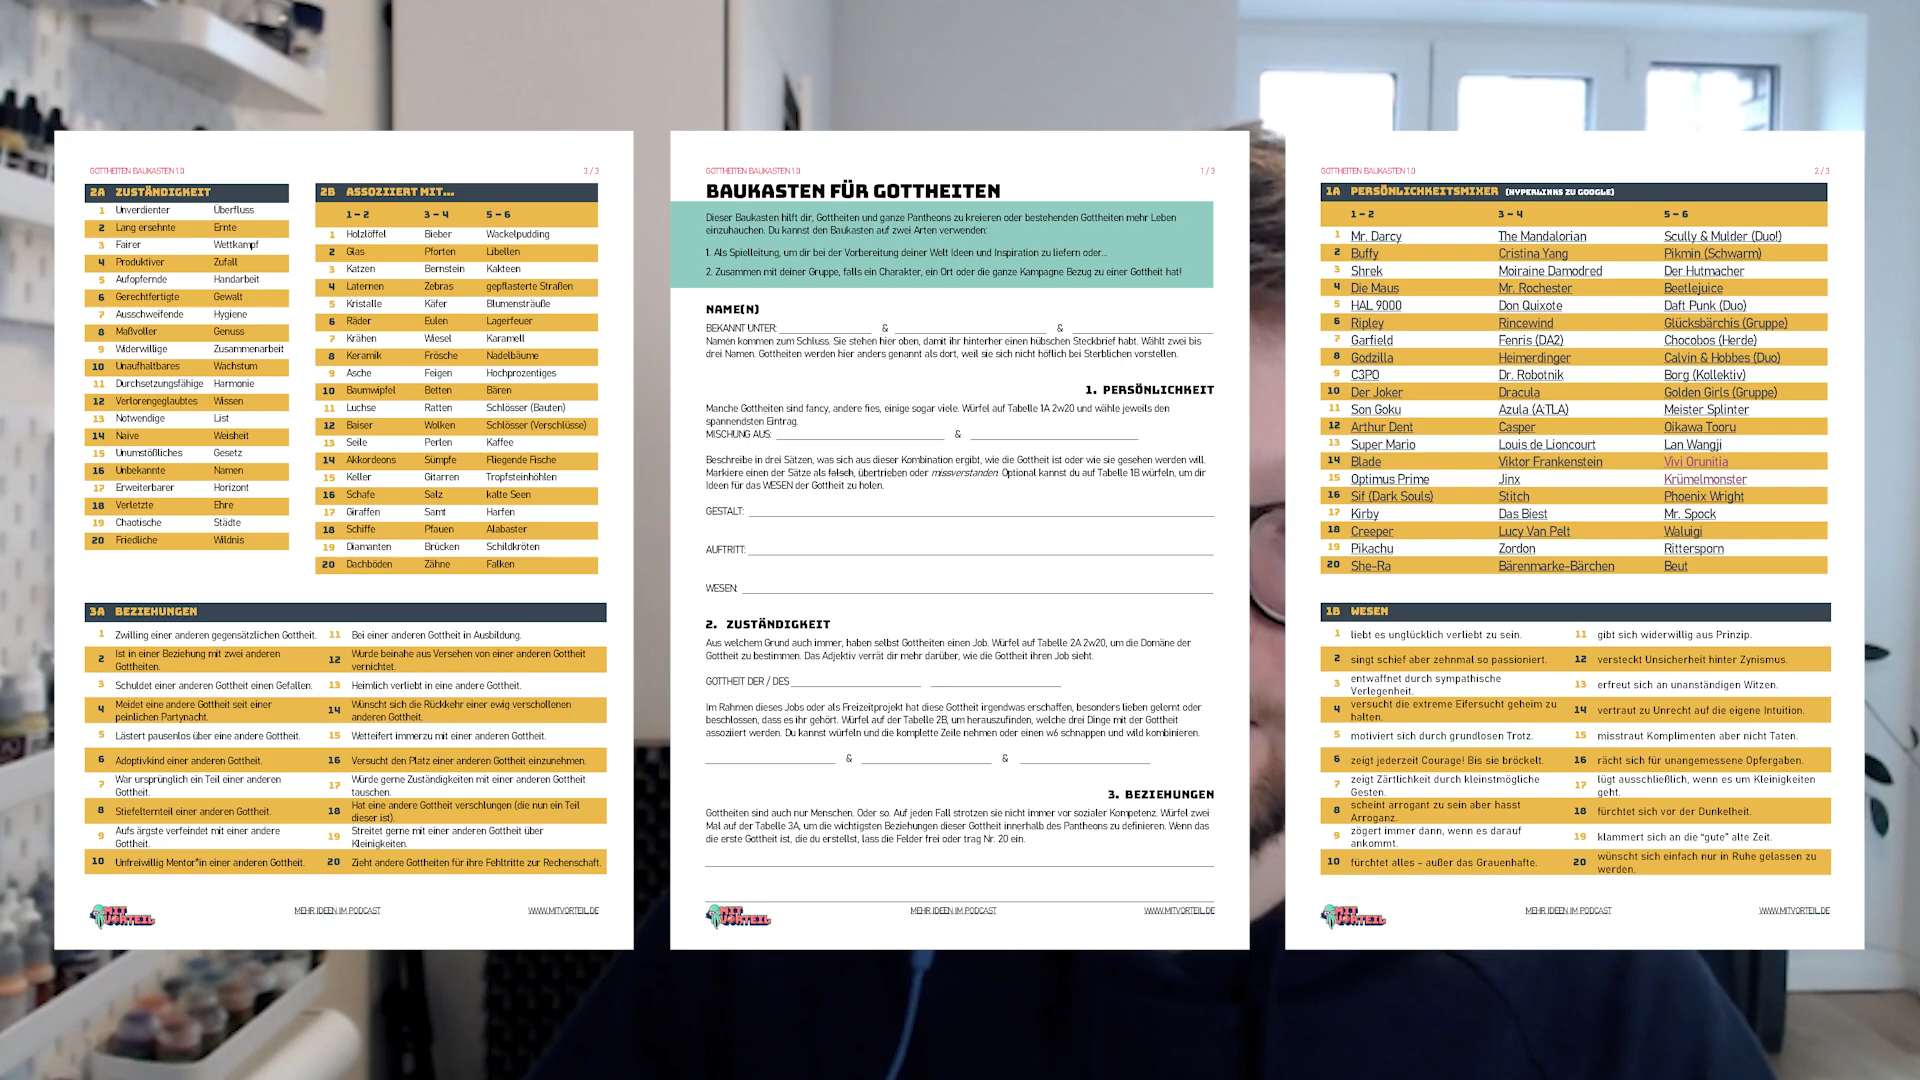 GOTTHEITEN BAUKASTEN 1.0
3 / 3
2A ZUSTÄNDIGKEIT
1 Unverdienter Überfluss
2 Lang ersehnte Ernte
3 Fairer Wettkampf
4 Produktiver Zufall
5 Aufopfernde Handarbeit
6 Gerechtfertigte Gewalt
7 Ausschweifende Hygiene
8 Maßvoller Genuss
9 Widerwillige Zusammenarbeit
10 Unaufhaltbares Wachstum
11 Durchsetzungsfähige Harmonie
12 Verlorengeglaubtes Wissen
13 Notwendige List
14 Naive Weisheit
15 Unumstößliches Gesetz
16 Unbekannte Namen
17 Erweiterbarer Horizont
18 Verletzte Ehre
19 Chaotische Städte
20 Friedliche Wildnis
2B ASSOZIIERT MIT...
1 – 2 3 – 4 5 – 6
1 Holzlöffel Bieber Wackelpudding
2 Glas Pforten Libellen
3 Katzen Bernstein Kakteen
4 Laternen Zebras gepflasterte Straßen
5 Kristalle Käfer Blumensträuße
6 Räder Eulen Lagerfeuer
7 Krähen Wiesel Karamell
8 Keramik Frösche Nadelbäume
9 Asche Feigen Hochprozentiges
10 Baumwipfel Betten Bären
11 Luchse Ratten Schlösser (Bauten)
12 Baiser Wolken Schlösser (Verschlüsse)
13 Seile Perlen Kaffee
14 Akkordeons Sümpfe Fliegende Fische
15 Keller Gitarren Tropfsteinhöhlen
16 Schafe Salz kalte Seen
17 Giraffen Samt Harfen
18 Schiffe Pfauen Alabaster
19 Diamanten Brücken Schildkröten
20 Dachböden Zähne Falken
3A BEZIEHUNGEN
1 Zwilling einer anderen gegensätzlichen Gottheit.
2 Ist in einer Beziehung mit zwei anderen
Gottheiten.
3 Schuldet einer anderen Gottheit einen Gefallen.
4 Meidet eine andere Gottheit seit einer
peinlichen Partynacht.
5 Lästert pausenlos über eine andere Gottheit.
6 Adoptivkind einer anderen Gottheit.
7 War ursprünglich ein Teil einer anderen
Gottheit.
8 Stiefelternteil einer anderen Gottheit.
9 Aufs ärgste verfeindet mit einer andere
Gottheit.
10 Unfreiwillig Mentor*in einer anderen Gottheit.
11 Bei einer anderen Gottheit in Ausbildung.
12 Wurde beinahe aus Versehen von einer anderen Gottheit
vernichtet.
13 Heimlich verliebt in eine andere Gottheit.
14 Wünscht sich die Rückkehr einer ewig verschollenen
anderen Gottheit.
15 Wetteifert immerzu mit einer anderen Gottheit.
16 Versucht den Platz einer anderen Gottheit einzunehmen.
17 Würde gerne Zuständigkeiten mit einer anderen Gottheit
tauschen.
18 Hat eine andere Gottheit verschlungen (die nun ein Teil
dieser ist).
19 Streitet gerne mit einer anderen Gottheit über
Kleinigkeiten.
20 Zieht andere Gottheiten für ihre Fehltritte zur Rechenschaft.
MIT VORTEIL
MEHR IDEEN IM PODCAST
WWW.MITVORTEIL.DE
GOTTHEITEN BAUKASTEN 1.0
1 / 3
BAUKASTEN FÜR GOTTHEITEN
Dieser Baukasten hilft dir, Gottheiten und ganze Pantheons zu kreieren oder bestehenden Gottheiten mehr Leben
einzuhauchen. Du kannst den Baukasten auf zwei Arten verwenden:
1. Als Spielleitung, um dir bei der Vorbereitung deiner Welt Ideen und Inspiration zu liefern oder...
2. Zusammen mit deiner Gruppe, falls ein Charakter, ein Ort oder die ganze Kampagne Bezug zu einer Gottheit hat!
NAME(N)
BEKANNT UNTER: & &
Namen kommen zum Schluss. Sie stehen hier oben, damit ihr hinterher einen hübschen Steckbrief habt. Wählt zwei bis
drei Namen. Gottheiten werden hier anders genannt als dort, weil sie sich nicht höflich bei Sterblichen vorstellen.
1. PERSÖNLICHKEIT
Manche Gottheiten sind fancy, andere fies, einige sogar viele. Würfel auf Tabelle 1A 2w20 und wähle jeweils den
spannendsten Eintrag.
MISCHUNG AUS: &
Beschreibe in drei Sätzen, was sich aus dieser Kombination ergibt, wie die Gottheit ist oder wie sie gesehen werden will.
Markiere einen der Sätze als falsch, übertrieben oder missverstanden. Optional kannst du auf Tabelle 1B würfeln, um dir
Ideen für das WESEN der Gottheit zu holen.
GESTALT:
AUFTRITT:
WESEN:
2. ZUSTÄNDIGKEIT
Aus welchem Grund auch immer, haben selbst Gottheiten einen Job. Würfel auf Tabelle 2A 2w20, um die Domäne der
Gottheit zu bestimmen. Das Adjektiv verrät dir mehr darüber, wie die Gottheit ihren Job sieht.
GOTTHEIT DER / DES
Im Rahmen dieses Jobs oder als Freizeitprojekt hat diese Gottheit irgendwas erschaffen, besonders lieben gelernt oder
beschlossen, dass es ihr gehört. Würfel auf der Tabelle 2B, um herauszufinden, welche drei Dinge mit der Gottheit
assoziiert werden. Du kannst würfeln und die komplette Zeile nehmen oder einen w6 schnappen und wild kombinieren.
& &
3. BEZIEHUNGEN
Gottheiten sind auch nur Menschen. Oder so. Auf jeden Fall strotzen sie nicht immer vor sozialer Kompetenz. Würfel zwei
Mal auf der Tabelle 3A, um die wichtigsten Beziehungen dieser Gottheit innerhalb des Pantheons zu definieren. Wenn das
die erste Gottheit ist, die du erstellst, lass die Felder frei oder trag Nr. 20 ein.
MIT VORTEIL
MEHR IDEEN IM PODCAST
WWW.MITVORTEIL.DE
GOTTHEITEN BAUKASTEN 1.0
2 / 3
1A PERSÖNLICHKEITSMIXER (HYPERLINKS ZU GOOGLE)
1 – 2 3 – 4 5 – 6
1 Mr. Darcy The Mandalorian Scully & Mulder (Duo!)
2 Buffy Cristina Yang Pikmin (Schwarm)
3 Shrek Moiraine Damodred Der Hutmacher
4 Die Maus Mr. Rochester Beetlejuice
5 HAL 9000 Don Quixote Daft Punk (Duo)
6 Ripley Rincewind Glücksbärchis (Gruppe)
7 Garfield Fenris (DA2) Chocobos (Herde)
8 Godzilla Heimerdinger Calvin & Hobbes (Duo)
9 C3PO Dr. Robotnik Borg (Kollektiv)
10 Der Joker Dracula Golden Girls (Gruppe)
11 Son Goku Azula (A:TLA) Meister Splinter
12 Arthur Dent Casper Oikawa Tooru
13 Super Mario Louis de Lioncourt Lan Wangji
14 Blade Viktor Frankenstein Vivi Orunitia
15 Optimus Prime Jinx Krümelmonster
16 Sif (Dark Souls) Stitch Phoenix Wright
17 Kirby Das Biest Mr. Spock
18 Creeper Lucy Van Pelt Waluigi
19 Pikachu Zordon Rittersporn
20 She-Ra Bärenmarke-Bärchen Beut
1B WESEN
1 liebt es unglücklich verliebt zu sein.
2 singt schief aber zehnmal so passioniert.
3 entwaffnet durch sympathische
Verlegenheit.
4 versucht die extreme Eifersucht geheim zu
halten.
5 motiviert sich durch grundlosen Trotz.
6 zeigt jederzeit Courage! Bis sie bröckelt.
7 zeigt Zärtlichkeit durch kleinstmögliche
Gesten.
8 scheint arrogant zu sein aber hasst
Arroganz.
9 zögert immer dann, wenn es darauf
ankommt.
10 fürchtet alles – außer das Grauenhafte.
11 gibt sich widerwillig aus Prinzip.
12 versteckt Unsicherheit hinter Zynismus.
13 erfreut sich an unanständigen Witzen.
14 vertraut zu Unrecht auf die eigene Intuition.
15 misstraut Komplimenten aber nicht Taten.
16 rächt sich für unangemessene Opfergaben.
17 lügt ausschließlich, wenn es um Kleinigkeiten
geht.
18 fürchtet sich vor der Dunkelheit.
19 klammert sich an die "gute" alte Zeit.
20 wünscht sich einfach nur in Ruhe gelassen zu
werden.
MIT VORTEIL
MEHR IDEEN IM PODCAST
WWW.MITVORTEIL.DE